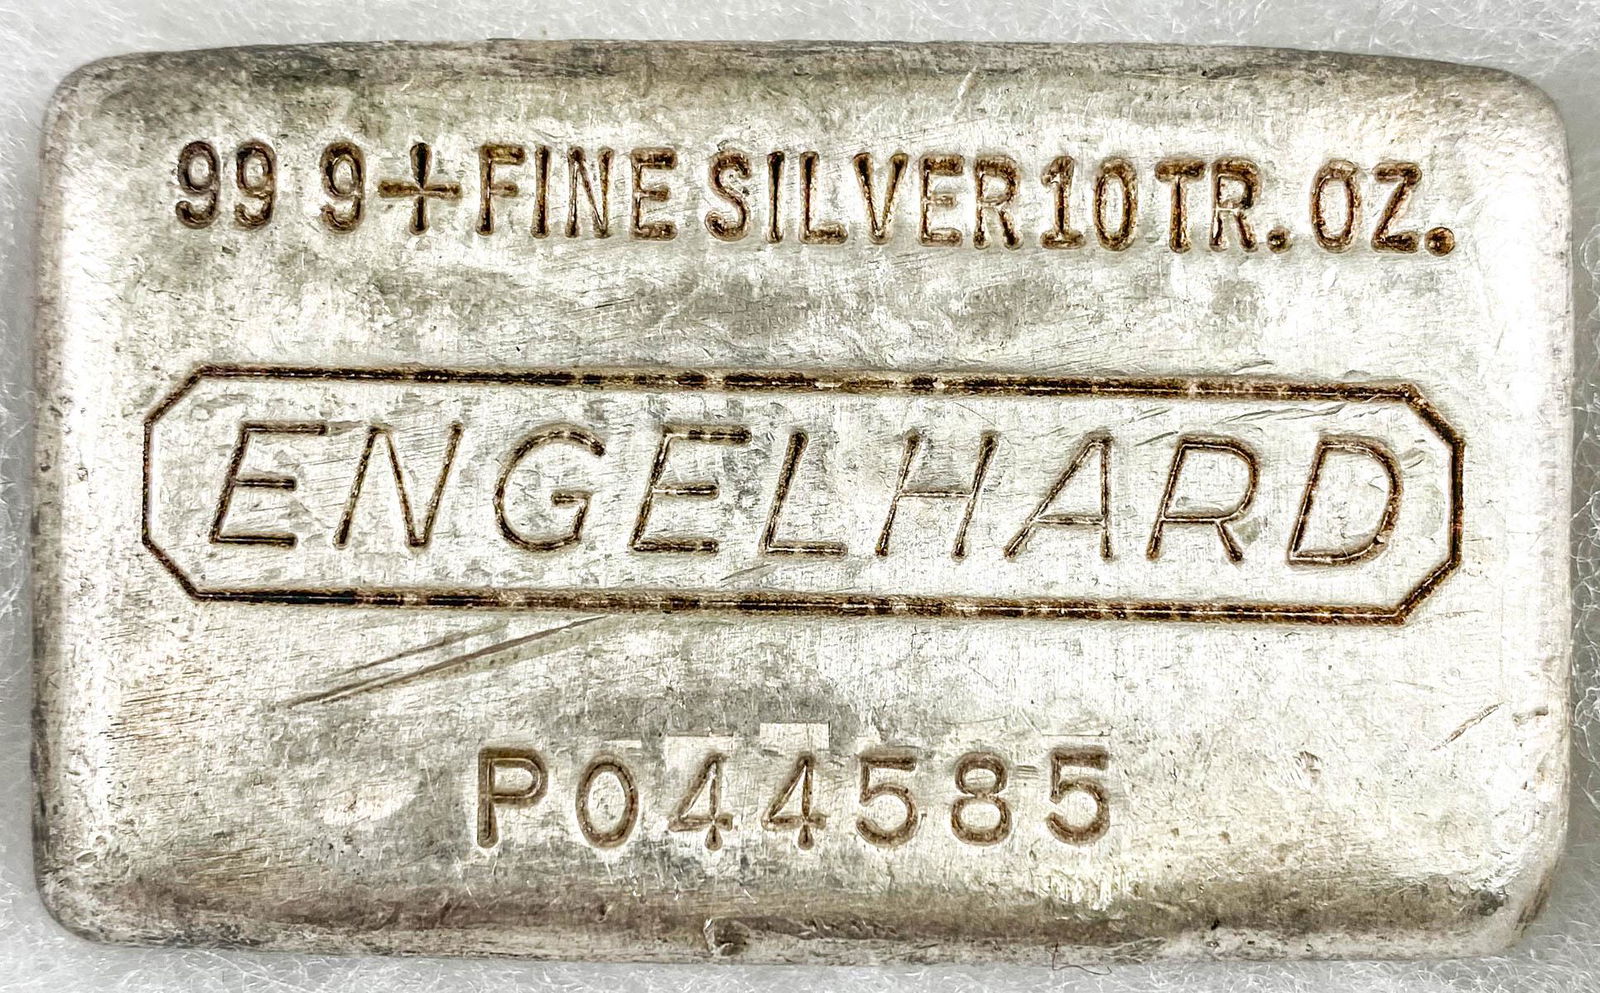 99 9+ FINE SILVER 10 TR. OZ.
ENGELHARD
P044585